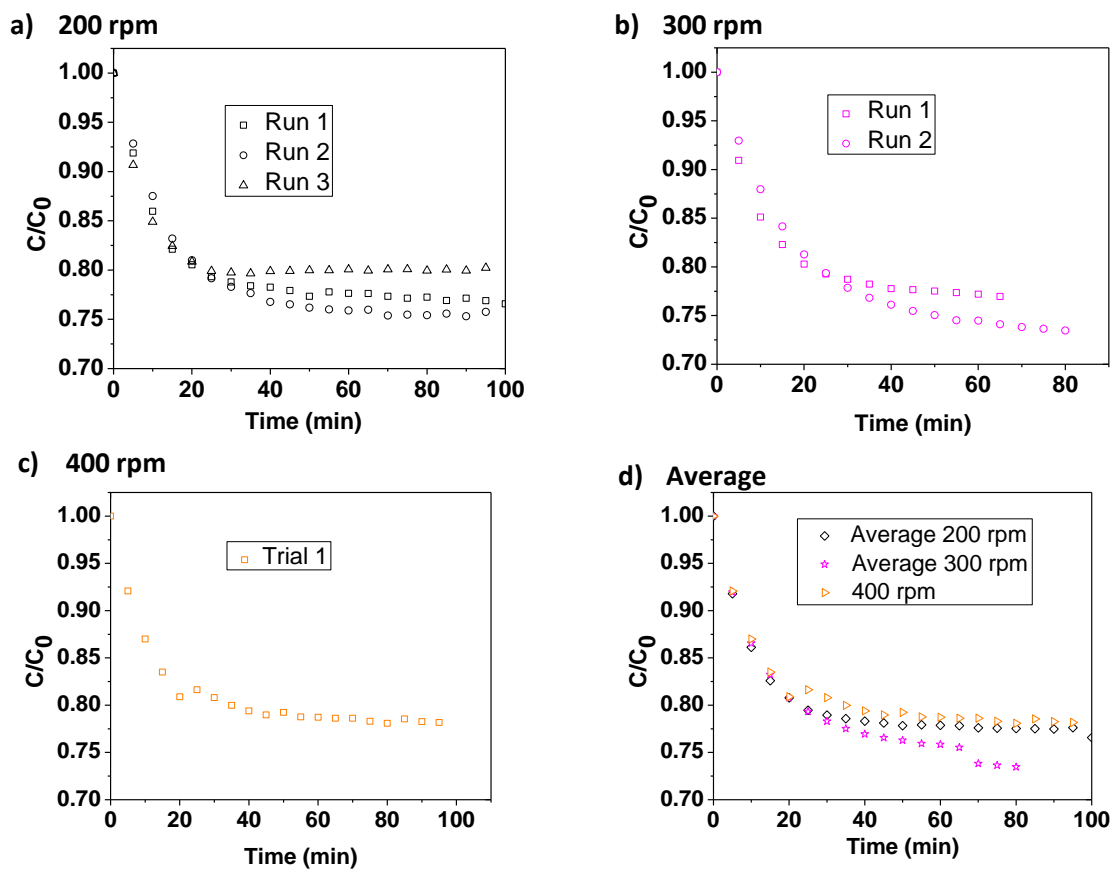 a) 200 rpm
1.00
0.95
0.90
0.85
0.80
0.75
0.70
C/C0
Run 1
Run 2
Run 3
0 20 40 60 80 100
Time (min)
b) 300 rpm
1.00
0.95
0.90
0.85
0.80
0.75
0.70
C/C0
Run 1
Run 2
0 20 40 60 80
Time (min)
c) 400 rpm
1.00
0.95
0.90
0.85
0.80
0.75
0.70
C/C0
Trial 1
0 20 40 60 80 100
Time (min)
d) Average
1.00
0.95
0.90
0.85
0.80
0.75
0.70
C/C0
Average 200 rpm
Average 300 rpm
400 rpm
0 20 40 60 80 100
Time (min)